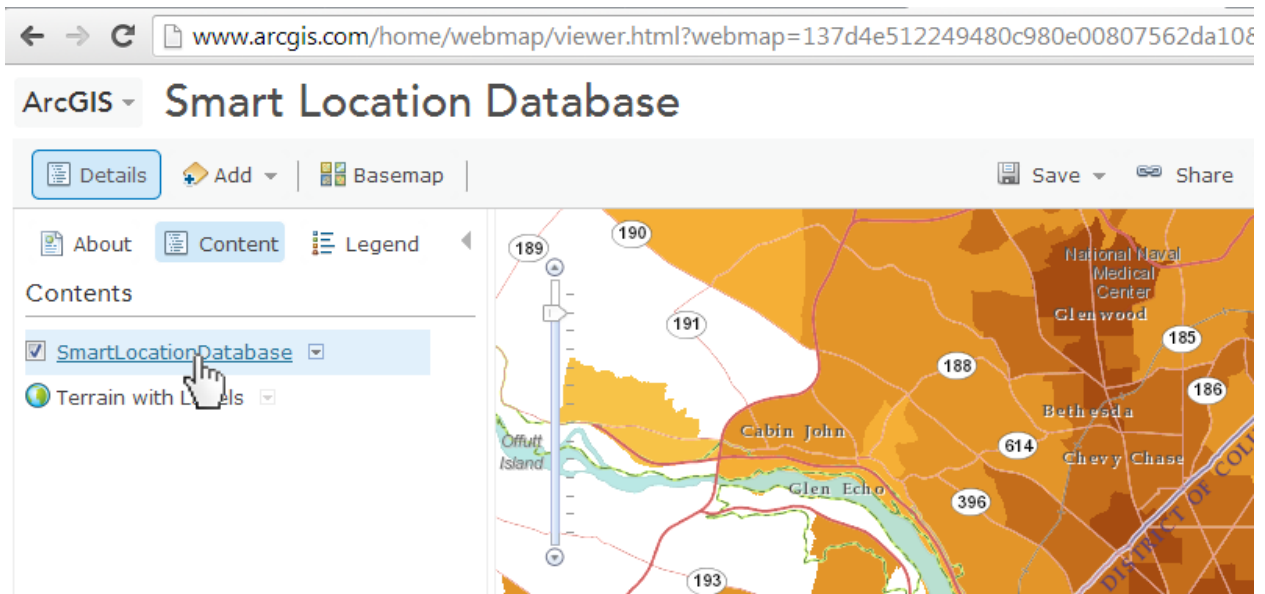 www.arcgis.com/home/webmap/viewer.html?webmap=137d4e512249480c980e00807562da10&
ArcGIS Smart Location Database
Details Add Basemap Save Share
About Content Legend
Contents
SmartLocationDatabase
Terrain with L els
189
190
National Naval
Medical
Center
Glenwood
191
185
188
186
Bethesda
Cabin John
614
Chevy Chase
Offutt
Island
Glen Echo
396
DISTRICT OF COLU
193